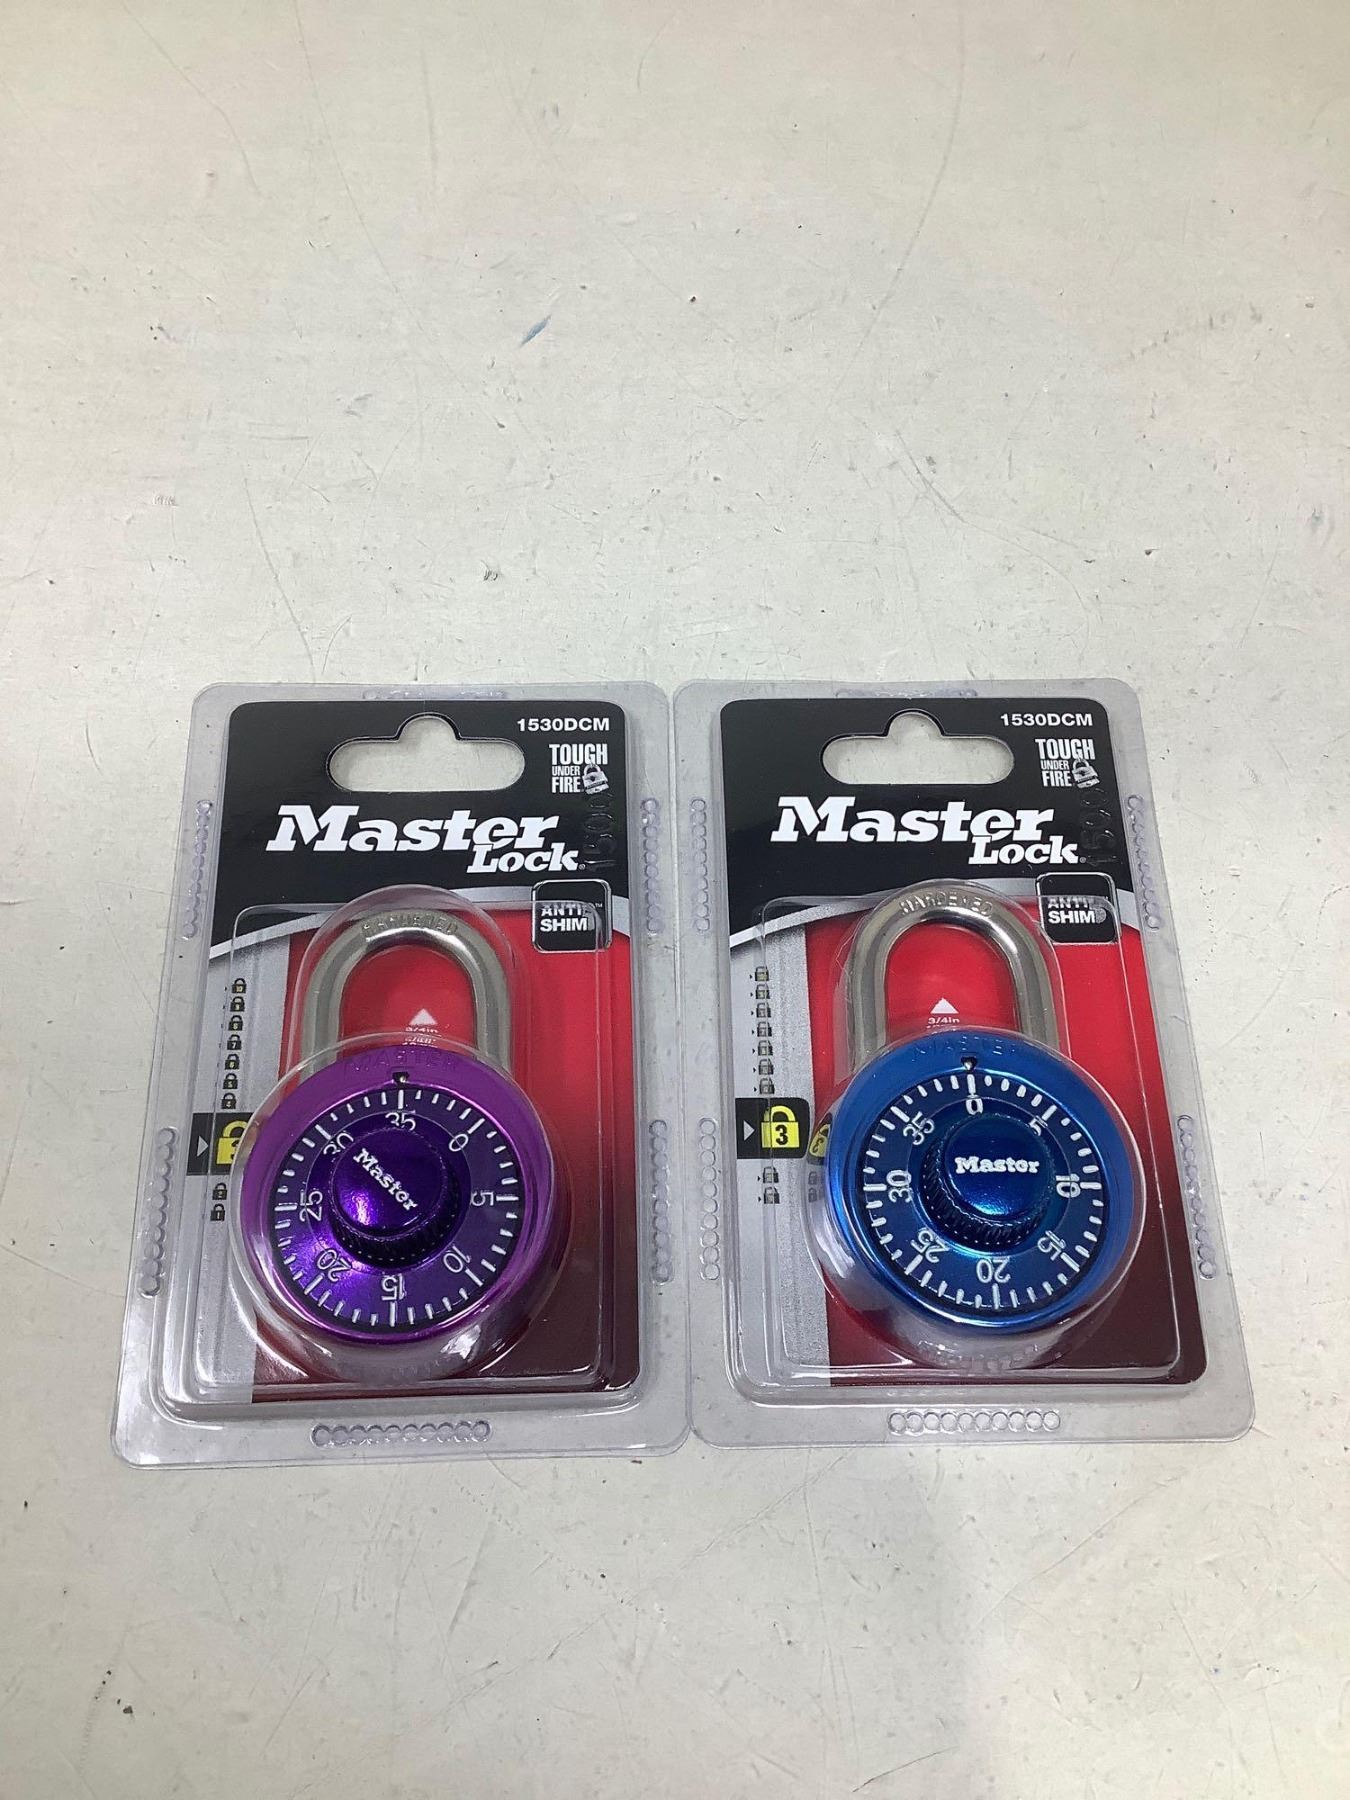 1530DCM
TOUGH
UNDER
FIRE
Master
Lock
ANTI
SHIM
HARDENED
3/4in
MASTER
35
0
5
10
15
20
25
30
Master
3
1530DCM
TOUGH
UNDER
FIRE
Master
Lock
ANTI
SHIM
HARDENED
3/4in
MASTER
0
5
10
15
20
25
30
35
Master
3